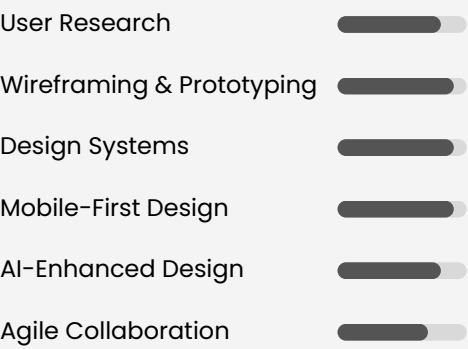 User Research
Wireframing & Prototyping
Design Systems
Mobile-First Design
AI-Enhanced Design
Agile Collaboration